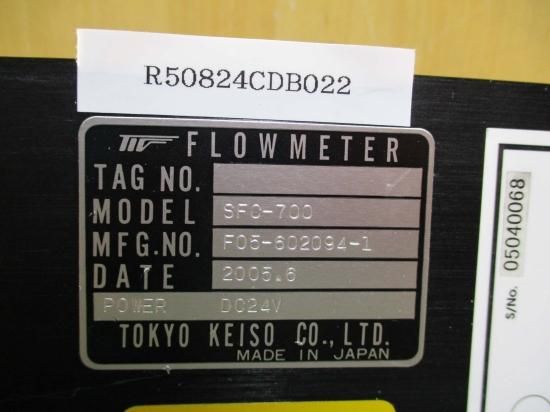 R50824CDB022
FLOWMETER
TAG NO.
MODEL SFC-700
MFG.NO. F05-602094-1
DATE 2005.6
POWER DC24V
TOKYO KEISO CO.,LTD.
MADE IN JAPAN
S/No. 05040068